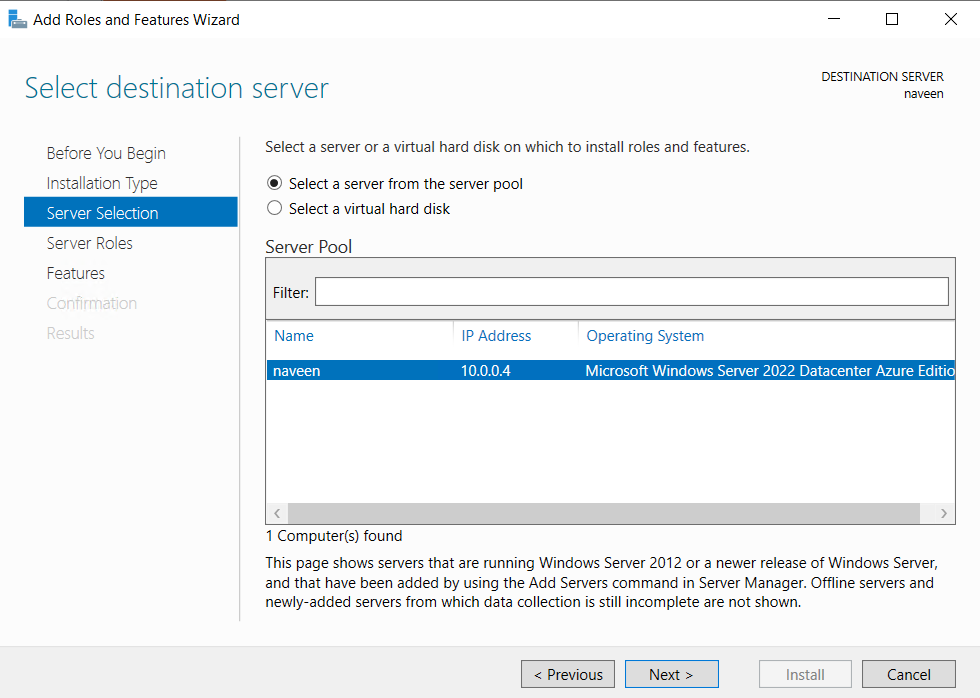 Add Roles and Features Wizard
Select destination server
DESTINATION SERVER
naveen
Before You Begin
Installation Type
Server Selection
Server Roles
Features
Confirmation
Results
Select a server or a virtual hard disk on which to install roles and features.
Select a server from the server pool
Select a virtual hard disk
Server Pool
Filter:
Name IP Address Operating System
naveen 10.0.0.4 Microsoft Windows Server 2022 Datacenter Azure Editio
1 Computer(s) found
This page shows servers that are running Windows Server 2012 or a newer release of Windows Server,
and that have been added by using the Add Servers command in Server Manager. Offline servers and
newly-added servers from which data collection is still incomplete are not shown.
< Previous Next > Install Cancel